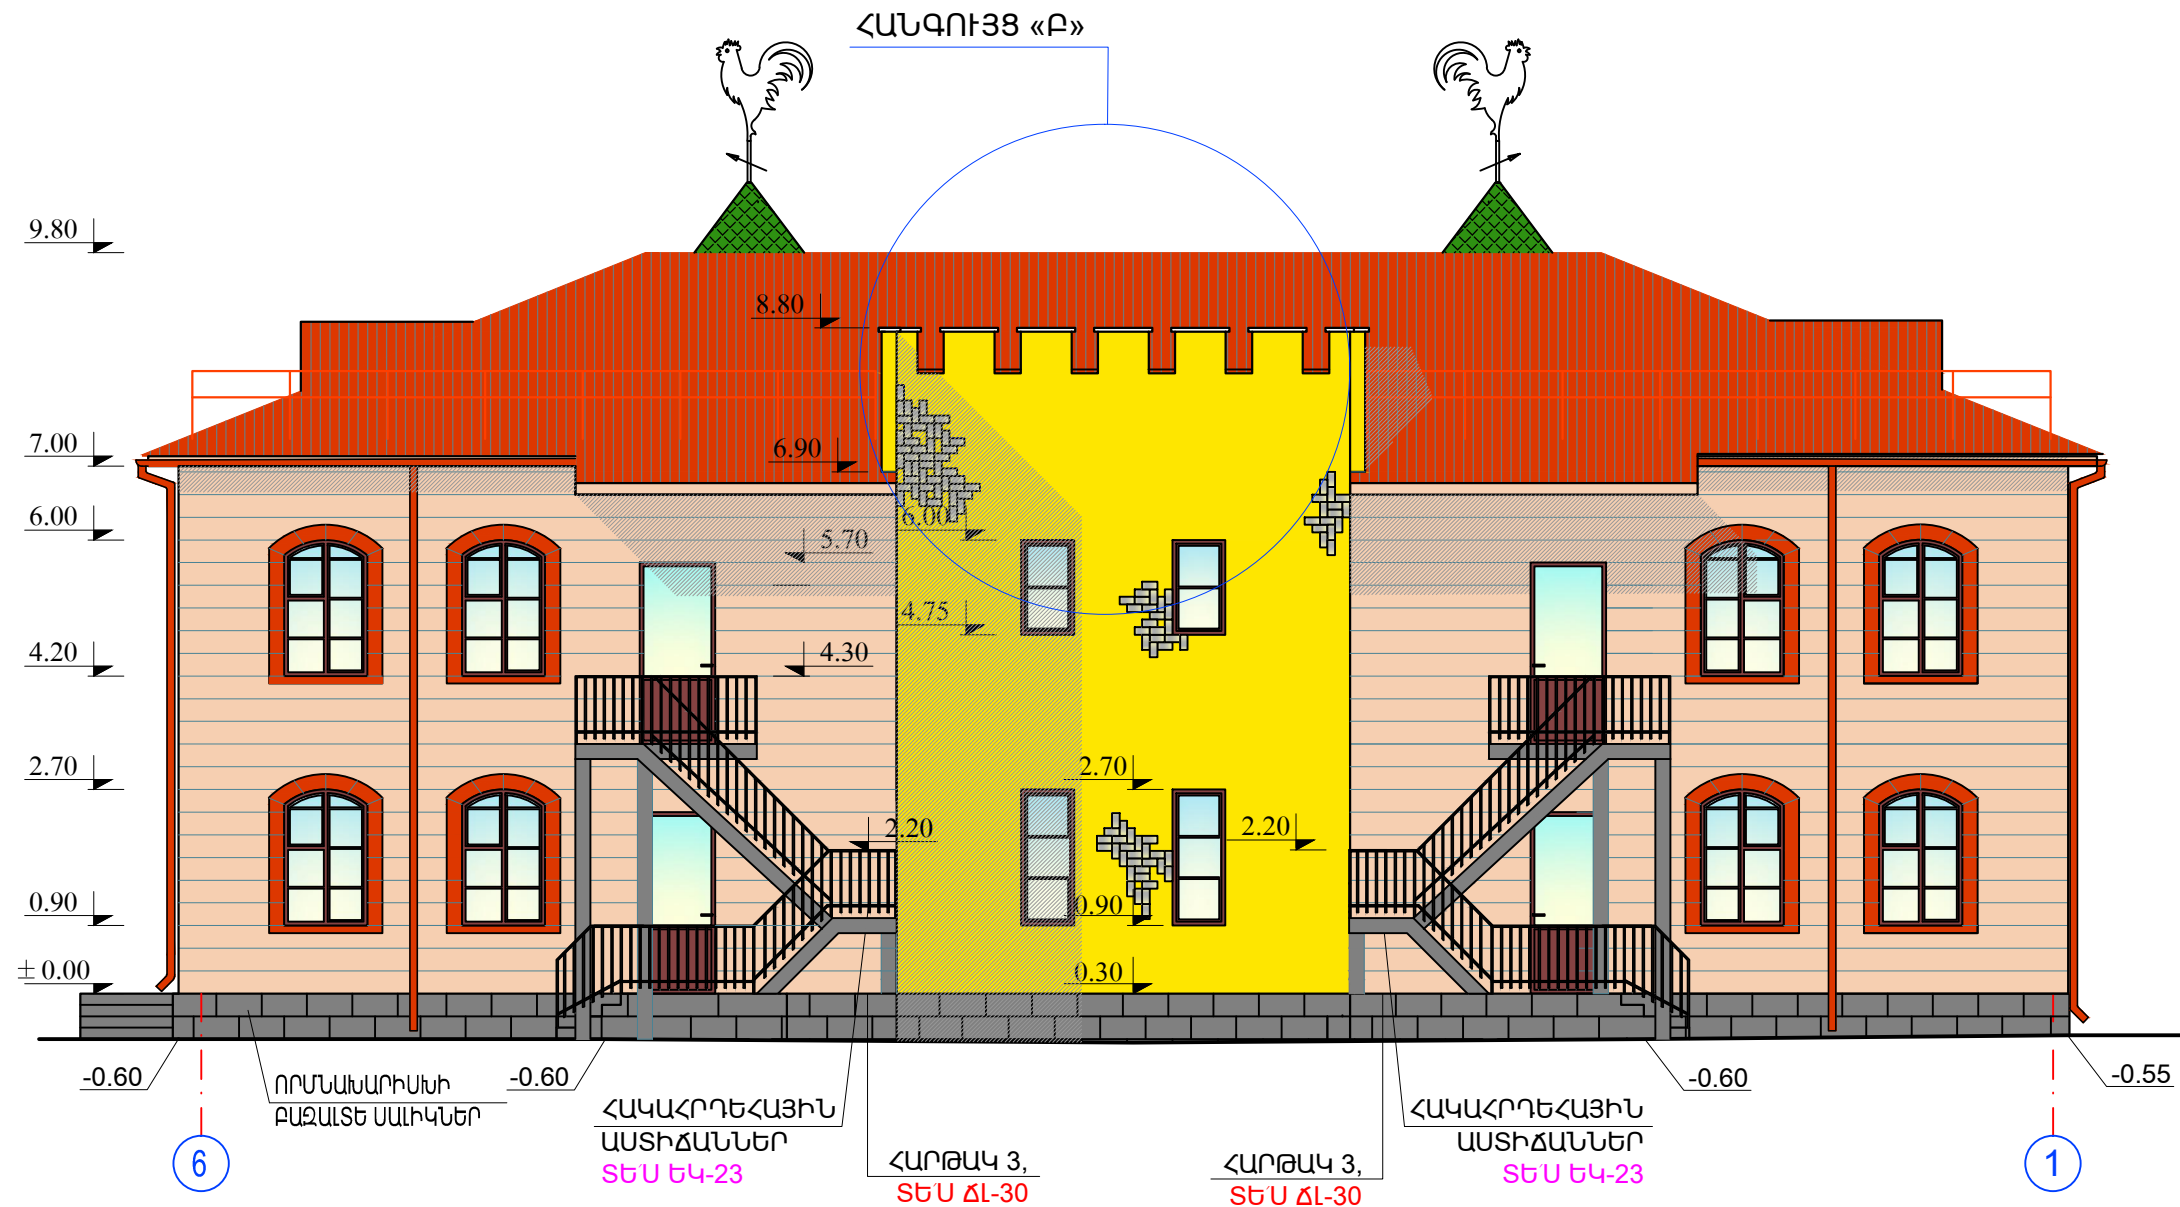 ՀԱՆԳՈՒՅՑ «Բ»
9.80
8.80
7.00
6.90
6.00
6.00
5.70
4.75
4.20
4.30
2.70
2.70
2.20
2.20
0.90
0.90
± 0.00
0.30
-0.60
ՈՐՄՆԱԽԱՐԻՍԽԻ
ԲԱԶԱԼՏԵ ՍԱԼԻԿՆԵՐ
-0.60
ՀԱԿԱՀՐԴԵՀԱՅԻՆ
ԱՍՏԻՃԱՆՆԵՐ
ՏԵ՛Ս ԵԿ-23
ՀԱՐԹԱԿ 3,
ՏԵ՛Ս ՃԼ-30
ՀԱՐԹԱԿ 3,
ՏԵ՛Ս ՃԼ-30
ՀԱԿԱՀՐԴԵՀԱՅԻՆ
ԱՍՏԻՃԱՆՆԵՐ
ՏԵ՛Ս ԵԿ-23
-0.60
-0.55
6
1